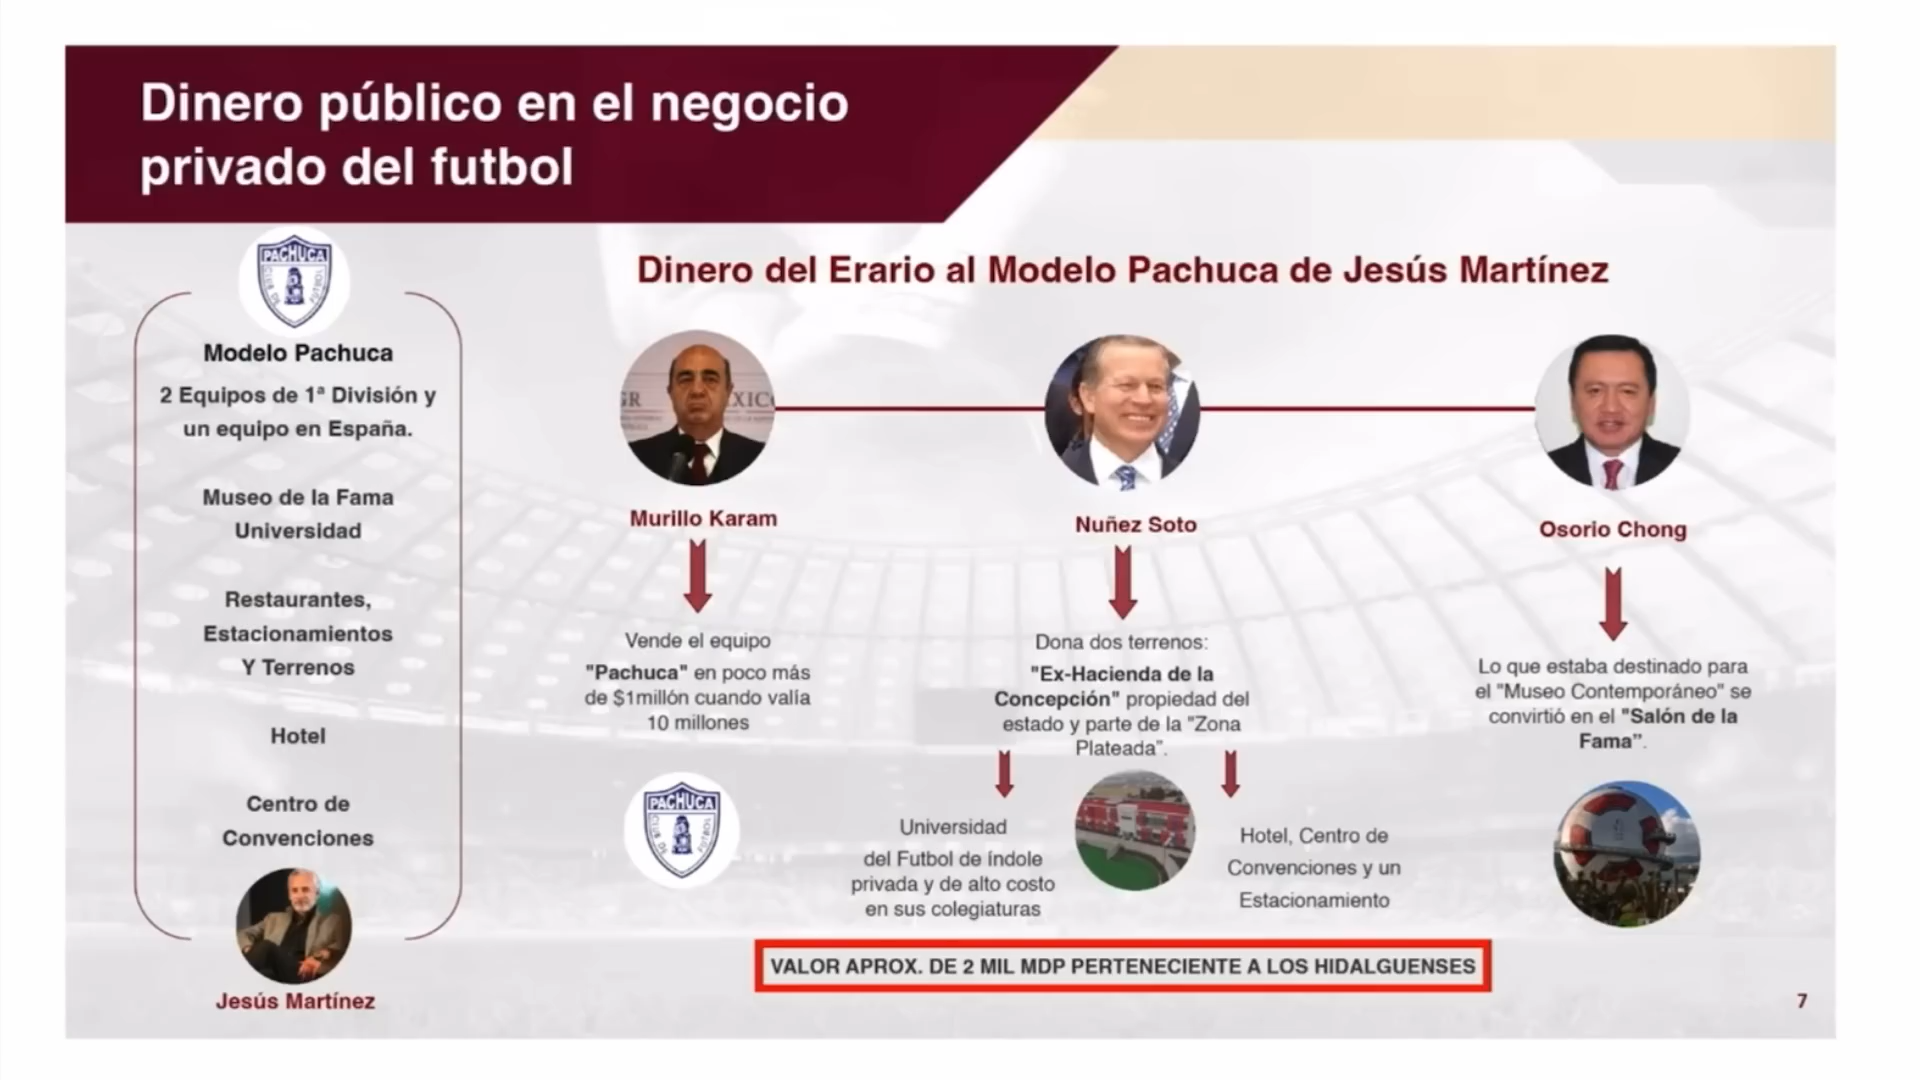 Dinero público en el negocio
privado del futbol
PACHUCA
CLUB DE FUTBOL
Modelo Pachuca
2 Equipos de 1ª División y
un equipo en España.
Museo de la Fama
Universidad
Restaurantes,
Estacionamientos
Y Terrenos
Hotel
Centro de
Convenciones
Jesús Martínez
Dinero del Erario al Modelo Pachuca de Jesús Martínez
Murillo Karam
Vende el equipo
"Pachuca" en poco más
de $1millón cuando valía
10 millones
PACHUCA
CLUB DE FUTBOL
Nuñez Soto
Dona dos terrenos:
"Ex-Hacienda de la
Concepción" propiedad del
estado y parte de la "Zona
Plateada".
Universidad
del Futbol de índole
privada y de alto costo
en sus colegiaturas
Hotel, Centro de
Convenciones y un
Estacionamiento
Osorio Chong
Lo que estaba destinado para
el "Museo Contemporáneo" se
convirtió en el "Salón de la
Fama”.
VALOR APROX. DE 2 MIL MDP PERTENECIENTE A LOS HIDALGUENSES
7